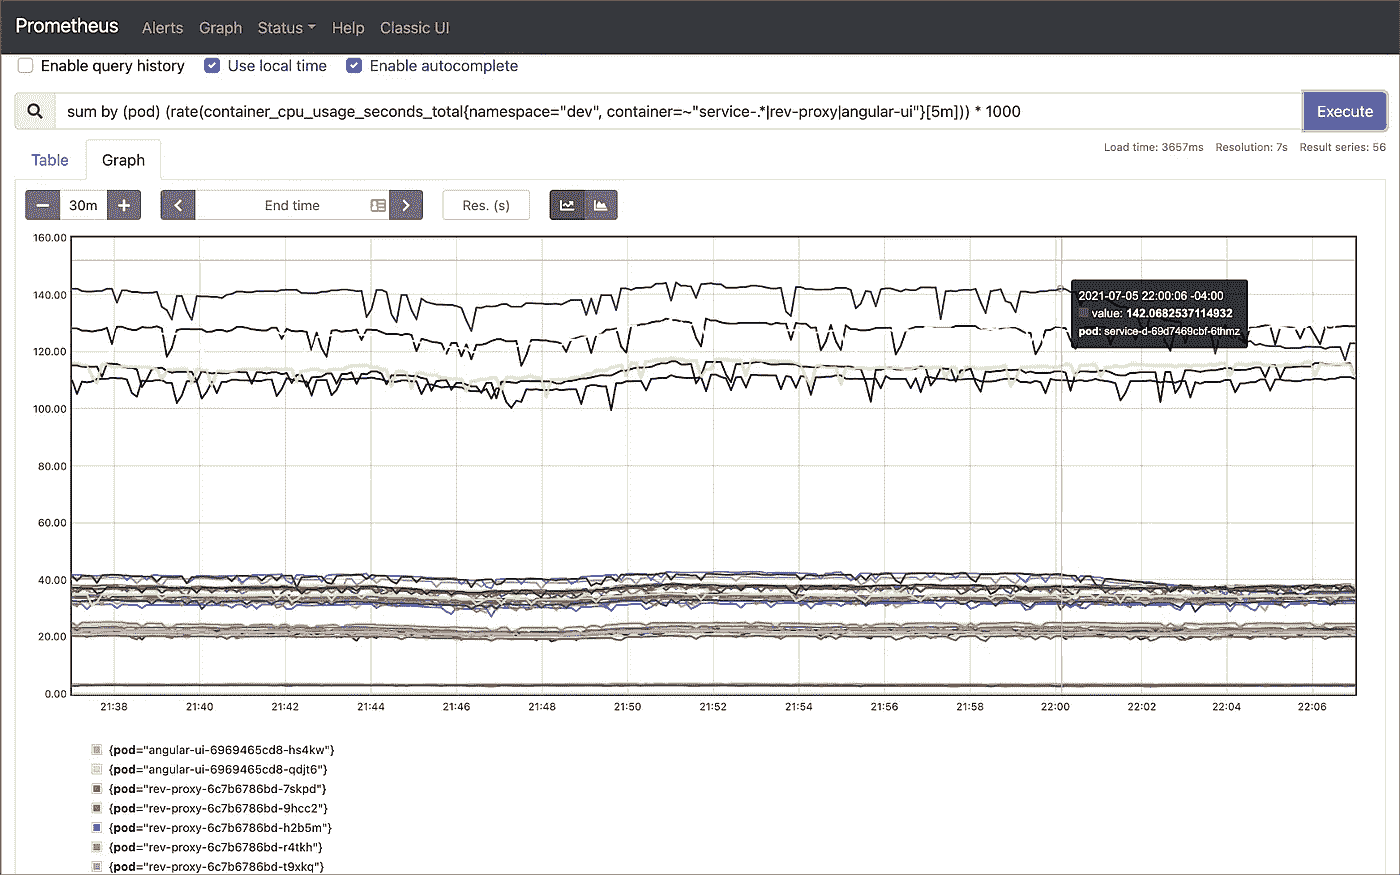 Prometheus Alerts Graph Status Help Classic UI
Enable query history Use local time Enable autocomplete
sum by (pod) (rate(container_cpu_usage_seconds_total{namespace="dev", container=~"service-.*|rev-proxy|angular-ui"}[5m])) * 1000 Execute
Load time: 3657ms Resolution: 7s Result series: 56
Table Graph
30m End time Res. (s)
160.00
140.00
120.00
100.00
80.00
60.00
40.00
20.00
0.00
2021-07-05 22:00:06 -04:00
value: 142.0682537114932
pod: service-d-69d7469cbf-6thmz
21:38 21:40 21:42 21:44 21:46 21:48 21:50 21:52 21:54 21:56 21:58 22:00 22:02 22:04 22:06
{pod="angular-ui-6969465cd8-hs4kw"}
{pod="angular-ui-6969465cd8-qdjt6"}
{pod="rev-proxy-6c7b6786bd-7skpd"}
{pod="rev-proxy-6c7b6786bd-9hcc2"}
{pod="rev-proxy-6c7b6786bd-h2b5m"}
{pod="rev-proxy-6c7b6786bd-r4tkh"}
{pod="rev-proxy-6c7b6786bd-t9xkq"}